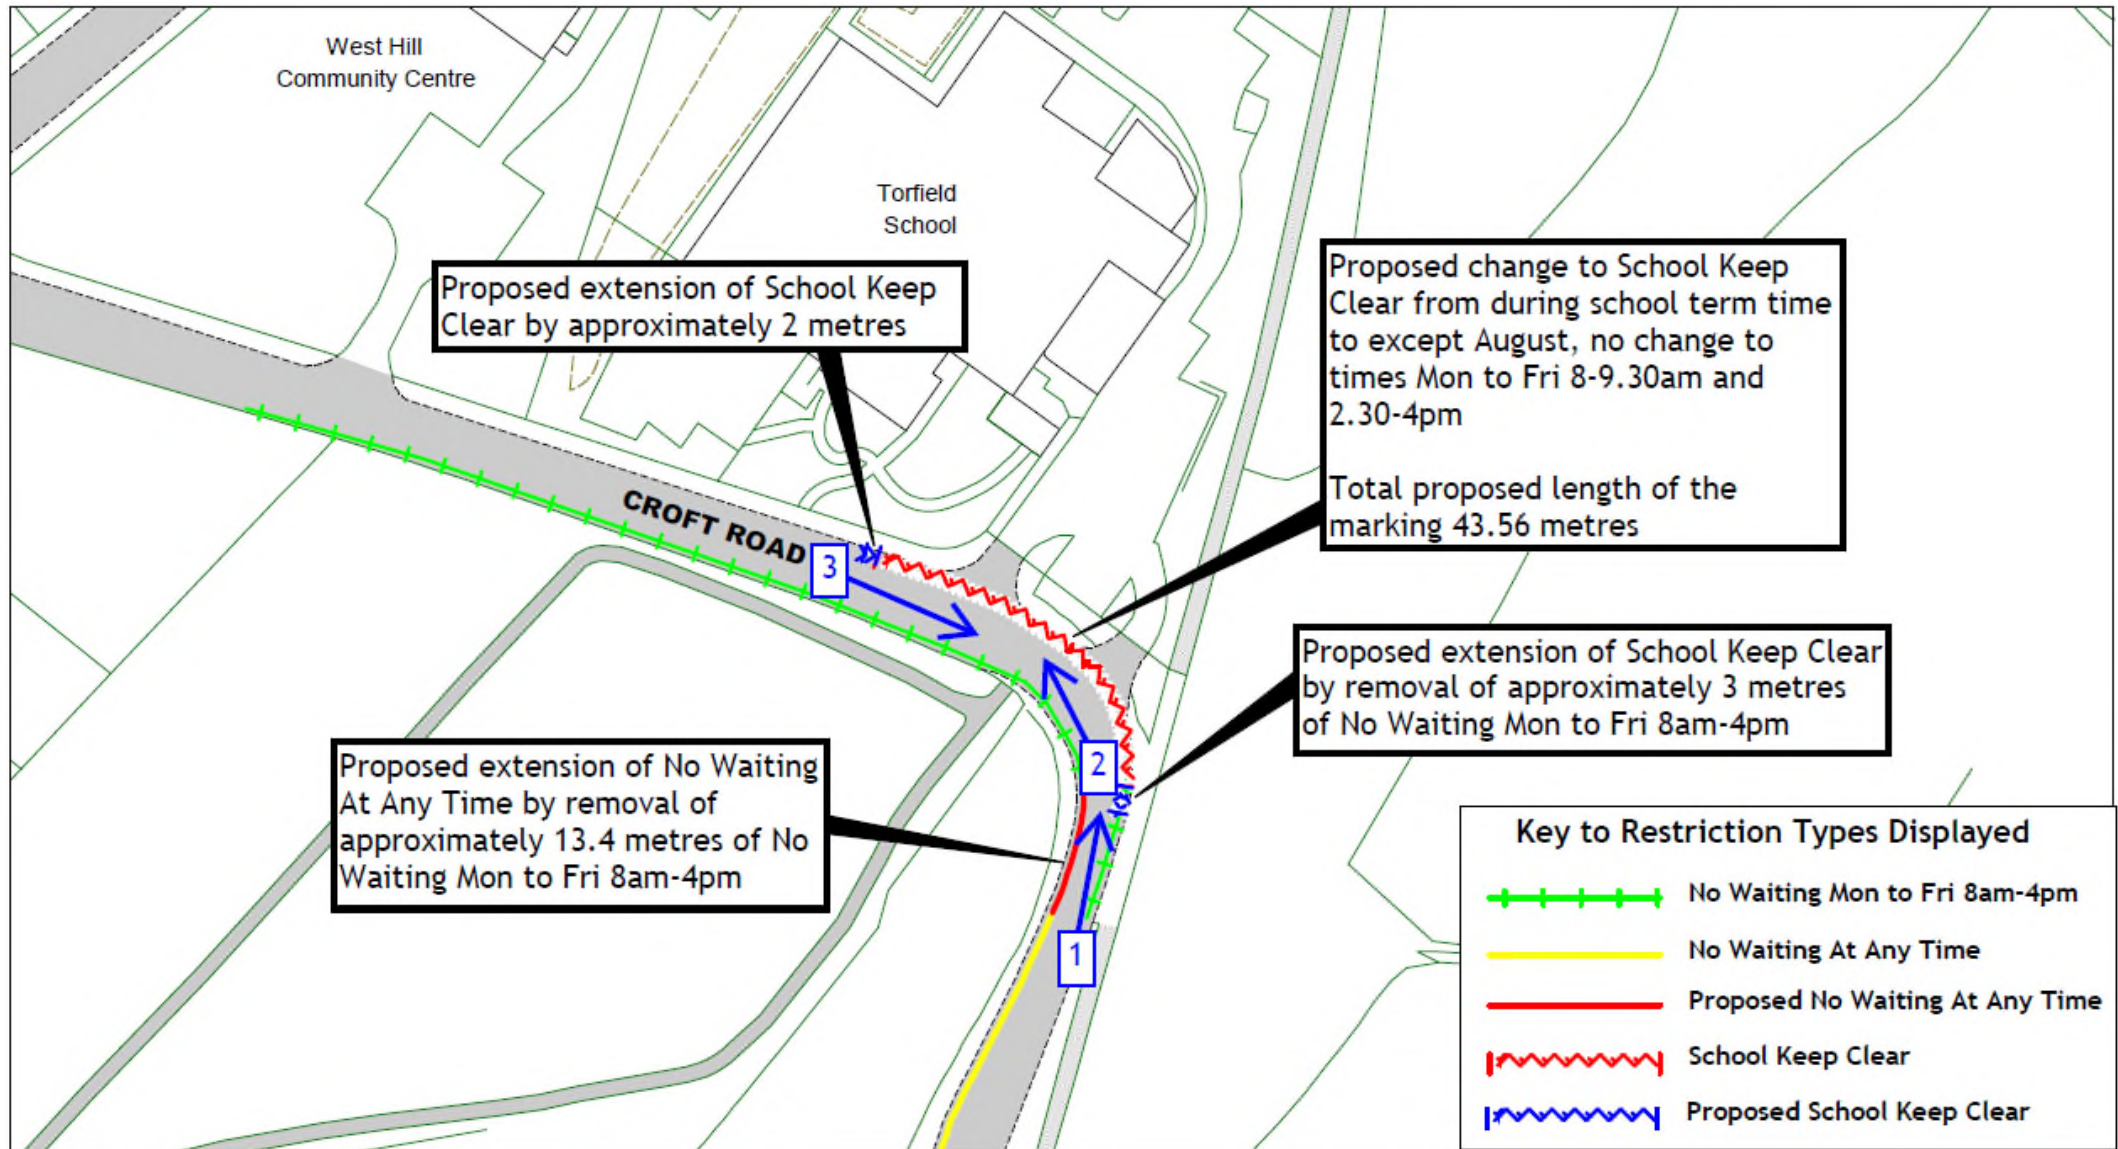 West Hill
Community Centre
Torfield
School
Proposed extension of School Keep
Clear by approximately 2 metres
Proposed change to School Keep
Clear from during school term time
to except August, no change to
times Mon to Fri 8-9.30am and
2.30-4pm
Total proposed length of the
marking 43.56 metres
CROFT ROAD
3
Proposed extension of School Keep Clear
by removal of approximately 3 metres
of No Waiting Mon to Fri 8am-4pm
2
Proposed extension of No Waiting
At Any Time by removal of
approximately 13.4 metres of No
Waiting Mon to Fri 8am-4pm
1
Key to Restriction Types Displayed
No Waiting Mon to Fri 8am-4pm
No Waiting At Any Time
Proposed No Waiting At Any Time
School Keep Clear
Proposed School Keep Clear